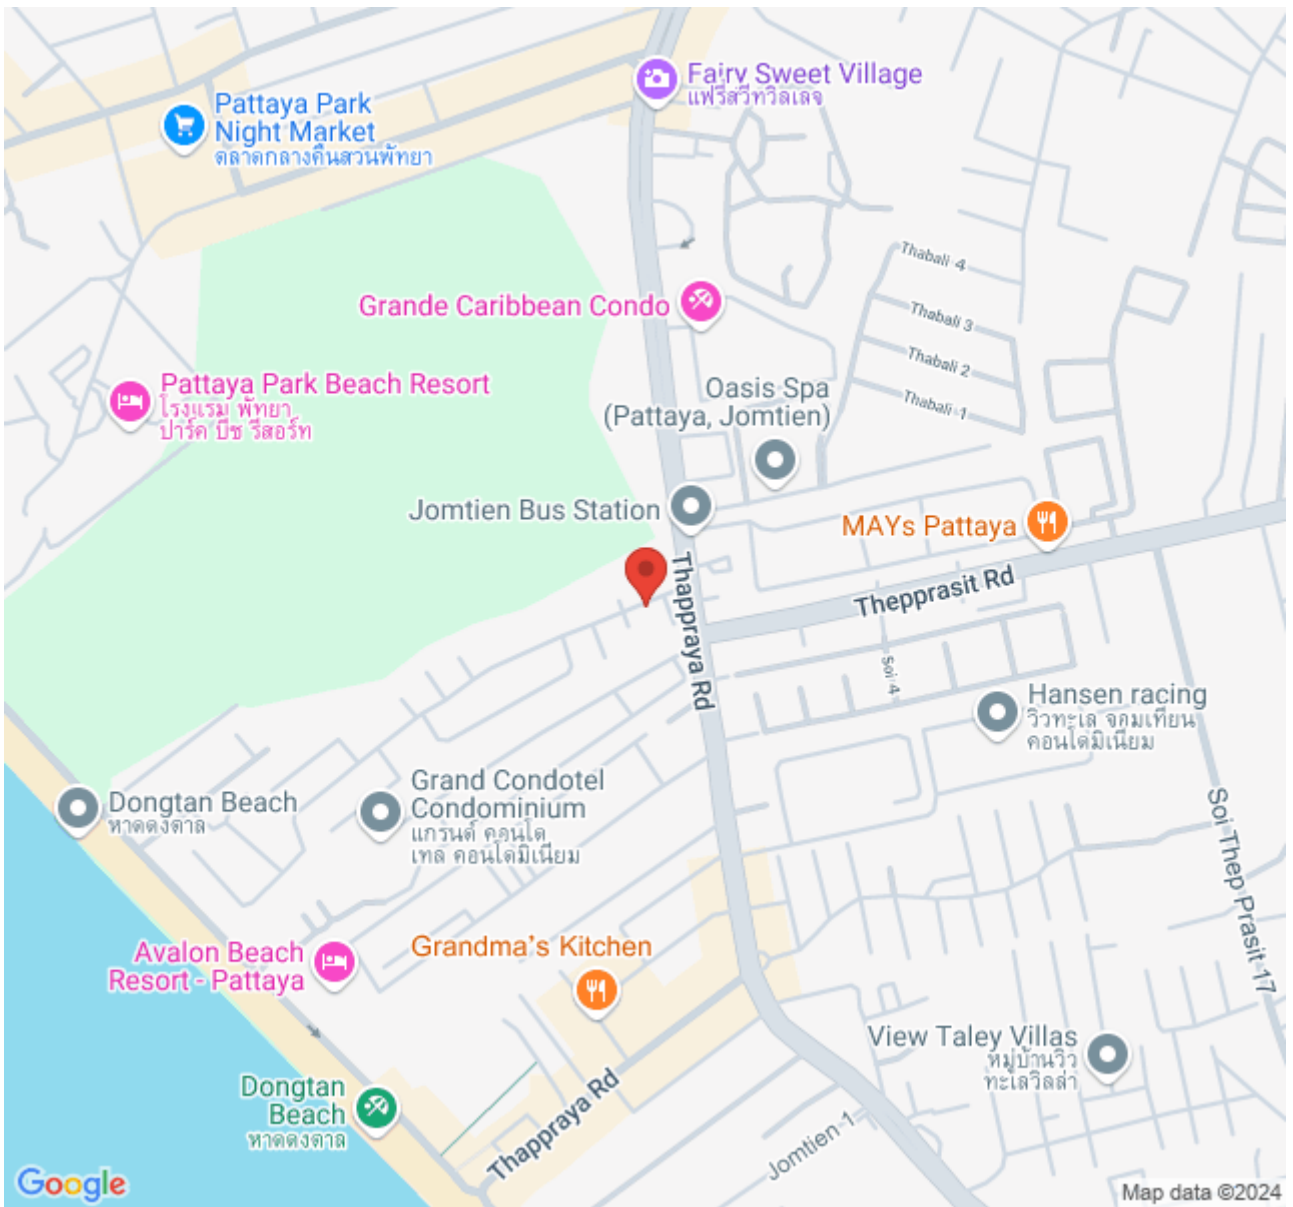 Fairy Sweet Village
แฟรี่สวีทวิลเลจ
Pattaya Park
Night Market
ตลาดกลางคืนสวนพัทยา
Thabali 4
Grande Caribbean Condo
Thabali 3
Thabali 2
Pattaya Park Beach Resort
โรงแรม พัทยา
ปาร์ค บีช รีสอร์ท
Oasis Spa
(Pattaya, Jomtien)
Thabali 1
Jomtien Bus Station
MAYs Pattaya
Thappraya Rd
Thepprasit Rd
Soi 4
Hansen racing
วิวทะเล จอมเทียน
คอนโดมิเนียม
Grand Condotel
Condominium
แกรนด์ คอนโด
เทล คอนโดมิเนียม
Dongtan Beach
หาดดงตาล
Soi Thep Prasit 17
Avalon Beach
Resort - Pattaya
Grandma's Kitchen
View Taley Villas
หมู่บ้านวิว
ทะเลวิลล่า
Dongtan
Beach
หาดดงตาล
Thappraya Rd
Jomtien 1
Google
Map data ©2024